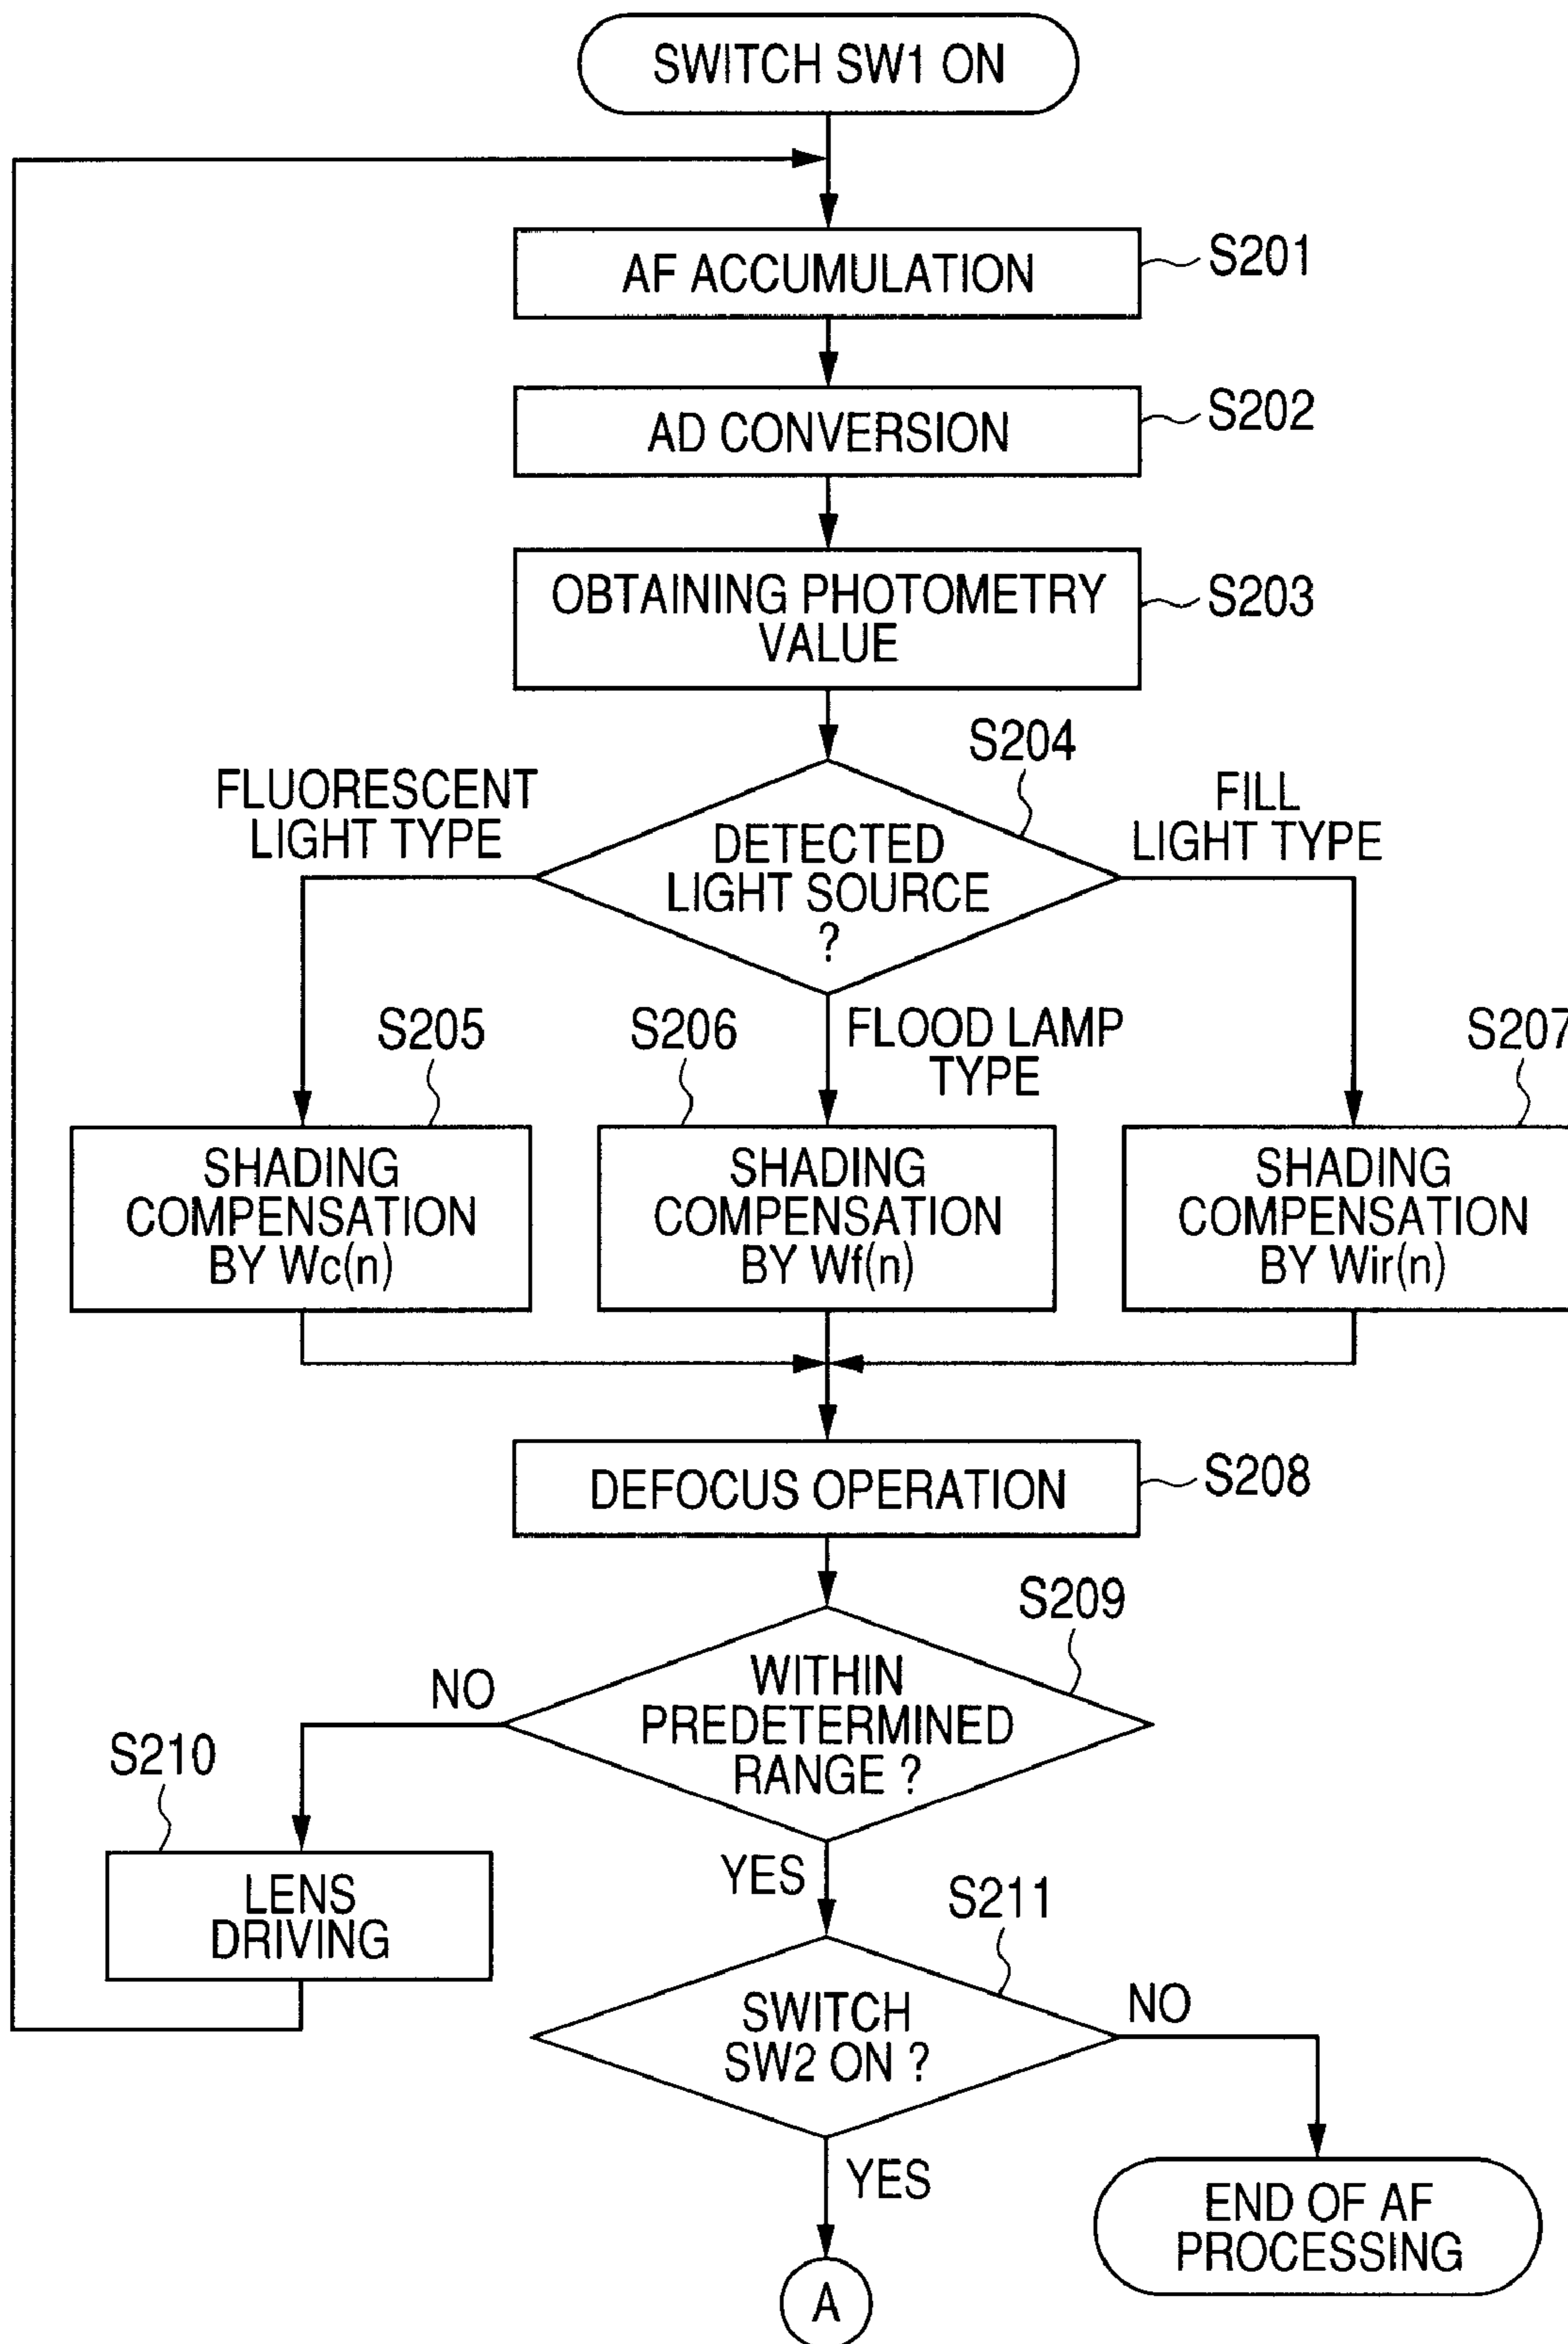 SWITCH SW1 ON
AF ACCUMULATION
S201
AD CONVERSION
S202
OBTAINING PHOTOMETRY
VALUE
S203
S204
FLUORESCENT
LIGHT TYPE
DETECTED
LIGHT SOURCE
?
FILL
LIGHT TYPE
FLOOD LAMP
TYPE
S205
SHADING
COMPENSATION
BY Wc(n)
S206
SHADING
COMPENSATION
BY Wf(n)
S207
SHADING
COMPENSATION
BY Wir(n)
DEFOCUS OPERATION
S208
S209
WITHIN
PREDETERMINED
RANGE ?
NO
S210
LENS
DRIVING
YES
S211
SWITCH
SW2 ON ?
NO
YES
END OF AF
PROCESSING
A